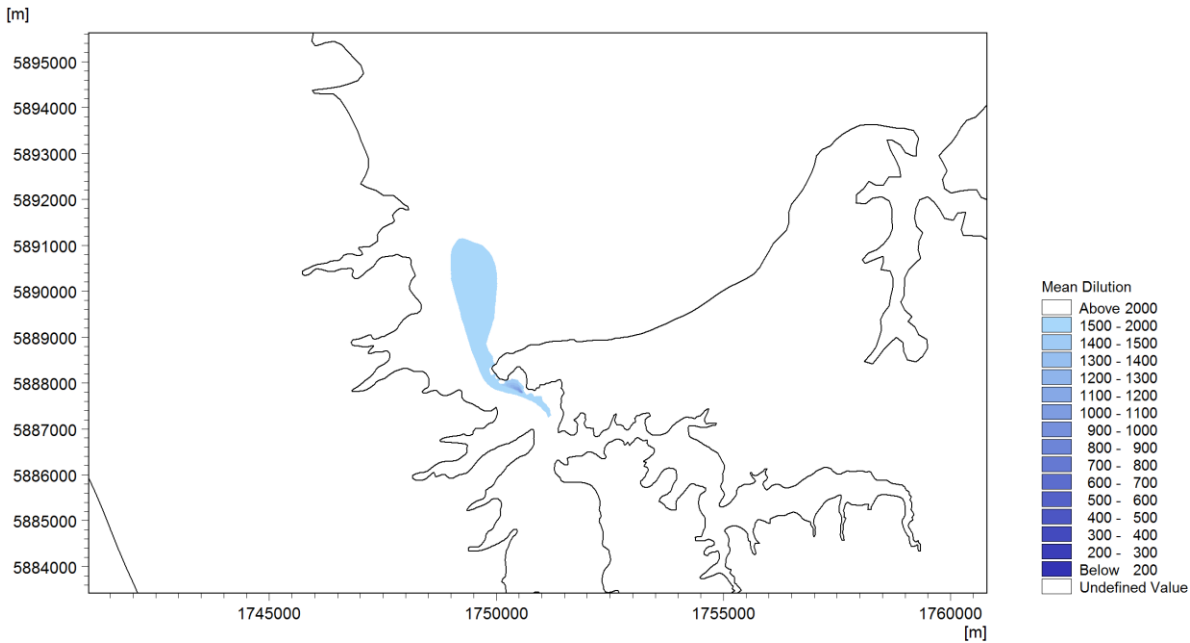 [m]
5895000
5894000
5893000
5892000
5891000
5890000
5889000
5888000
5887000
5886000
5885000
5884000
1745000
1750000
1755000
1760000
[m]
Mean Dilution
Above 2000
1500 - 2000
1400 - 1500
1300 - 1400
1200 - 1300
1100 - 1200
1000 - 1100
900 - 1000
800 - 900
700 - 800
600 - 700
500 - 600
400 - 500
300 - 400
200 - 300
Below 200
Undefined Value